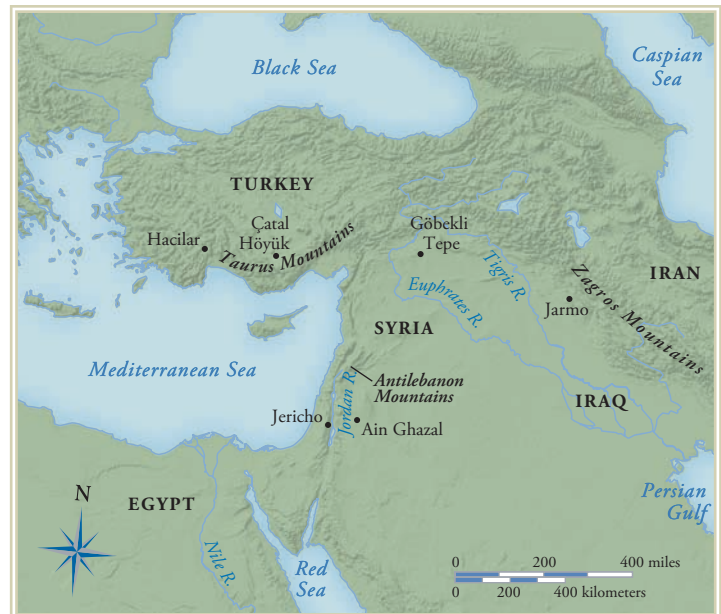 Black Sea
Caspian
Sea
TURKEY
Çatal
Höyük
Hacilar
Taurus Mountains
Göbekli
Tepe
Tigris R.
Euphrates R.
Zagros Mountains
IRAN
Jarmo
SYRIA
Mediterranean Sea
Antilebanon
Mountains
IRAQ
Jordan R.
Jericho
Ain Ghazal
Persian
Gulf
N
EGYPT
Nile R.
Red
Sea
0 200 400 miles
0 200 400 kilometers